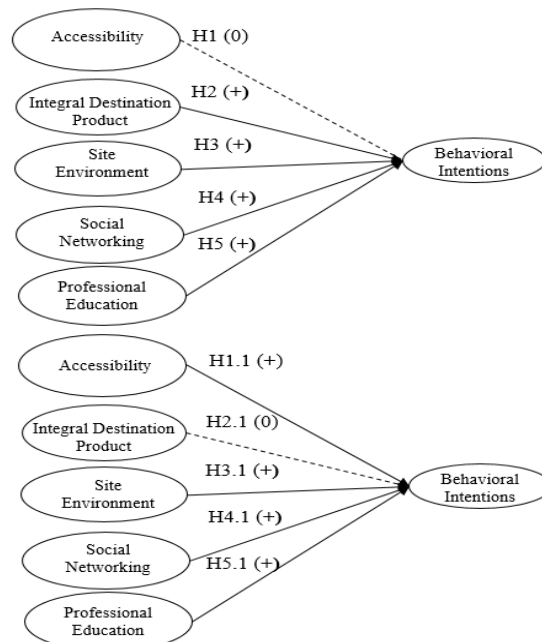 Accessibility
H1 (0)
Integral Destination
Product
H2 (+)
Site
Environment
H3 (+)
Behavioral
Intentions
Social
Networking
H4 (+)
Professional
Education
H5 (+)
Accessibility
H1.1 (+)
Integral Destination
Product
H2.1 (0)
Site
Environment
H3.1 (+)
Behavioral
Intentions
Social
Networking
H4.1 (+)
Professional
Education
H5.1 (+)